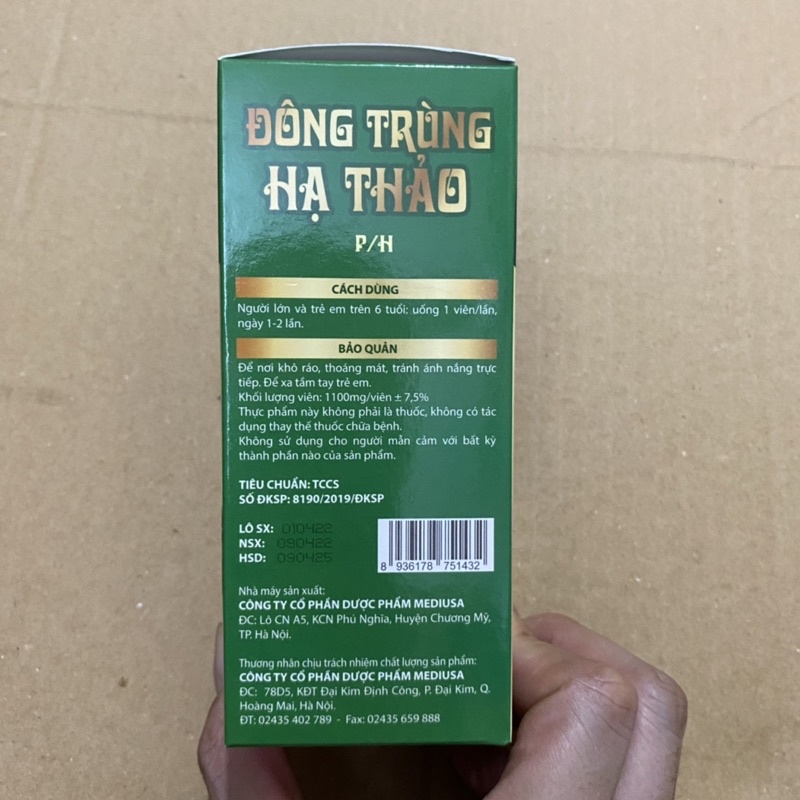 ĐÔNG TRÙNG
HẠ THẢO
P/H
CÁCH DÙNG
Người lớn và trẻ em trên 6 tuổi: uống 1 viên/lần,
ngày 1-2 lần.
BẢO QUẢN
Để nơi khô ráo, thoáng mát, tránh ánh nắng trực
tiếp. Để xa tầm tay trẻ em.
Khối lượng viên: 1100mg/viên ± 7,5%
Thực phẩm này không phải là thuốc, không có tác
dụng thay thế thuốc chữa bệnh.
Không sử dụng cho người mẫn cảm với bất kỳ
thành phần nào của sản phẩm.
TIÊU CHUẨN: TCCS
SỐ ĐKSP: 8190/2019/ĐKSP
LÔ SX: 010422
NSX: 090422
HSD: 090425
8 936178 751432
Nhà máy sản xuất:
CÔNG TY CỔ PHẦN DƯỢC PHẨM MEDIUSA
ĐC: Lô CN A5, KCN Phú Nghĩa, Huyện Chương Mỹ,
TP. Hà Nội.
Thương nhân chịu trách nhiệm chất lượng sản phẩm:
CÔNG TY CỔ PHẦN DƯỢC PHẨM MEDIUSA
ĐC: 78D5, KĐT Đại Kim Định Công, P. Đại Kim, Q.
Hoàng Mai, Hà Nội.
ĐT: 02435 402 789 - Fax: 02435 659 888